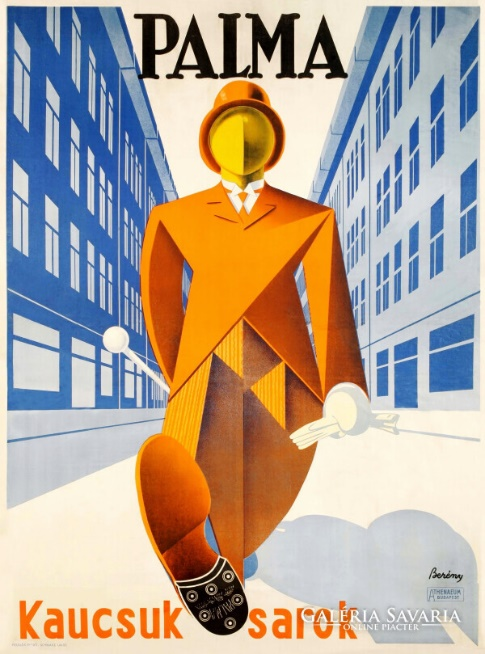 PALMA
Berény
ATHENAEUM
BUDAPEST
Kaucsuk sarok
GALÉRIA SAVARIA
ONLINE PIACTÉR